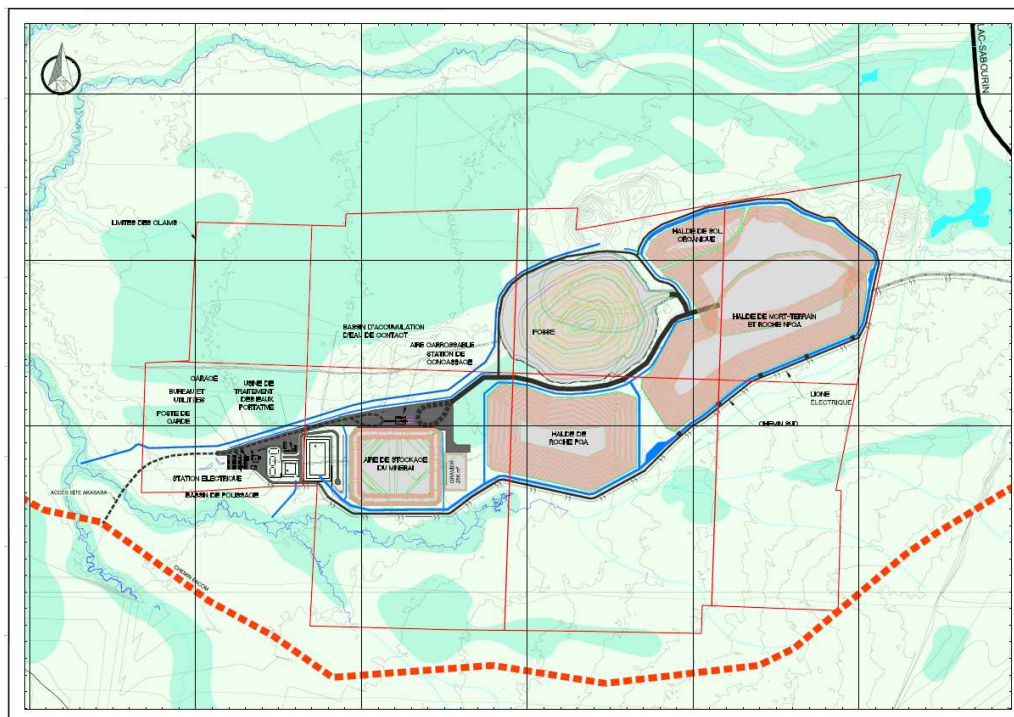 LAC-SABOURIN
LIMITES DES CLAIMS
HALDE DE SOL
ORGANIQUE
BASSIN D'ACCUMULATION
D'EAU DE CONTACT
AIRE CARROSSABLE
STATION DE
CONCASSAGE
FOSSE
HALDE DE MORT-TERRAIN
ET ROCHE NPGA
GARAGE
BUREAU ET
UTILITIES
POSTE DE
GARDE
USINE DE
TRAITEMENT
DES EAUX
PORTATIVE
LIGNE
ÉLECTRIQUE
CHEMIN SUD
HALDE DE
ROCHE PGA
AIRE DE STOCKAGE
DU MINERAI
STATION ELECTRIQUE
BASSIN DE POLISSAGE
ACCÈS SITE AKASABA